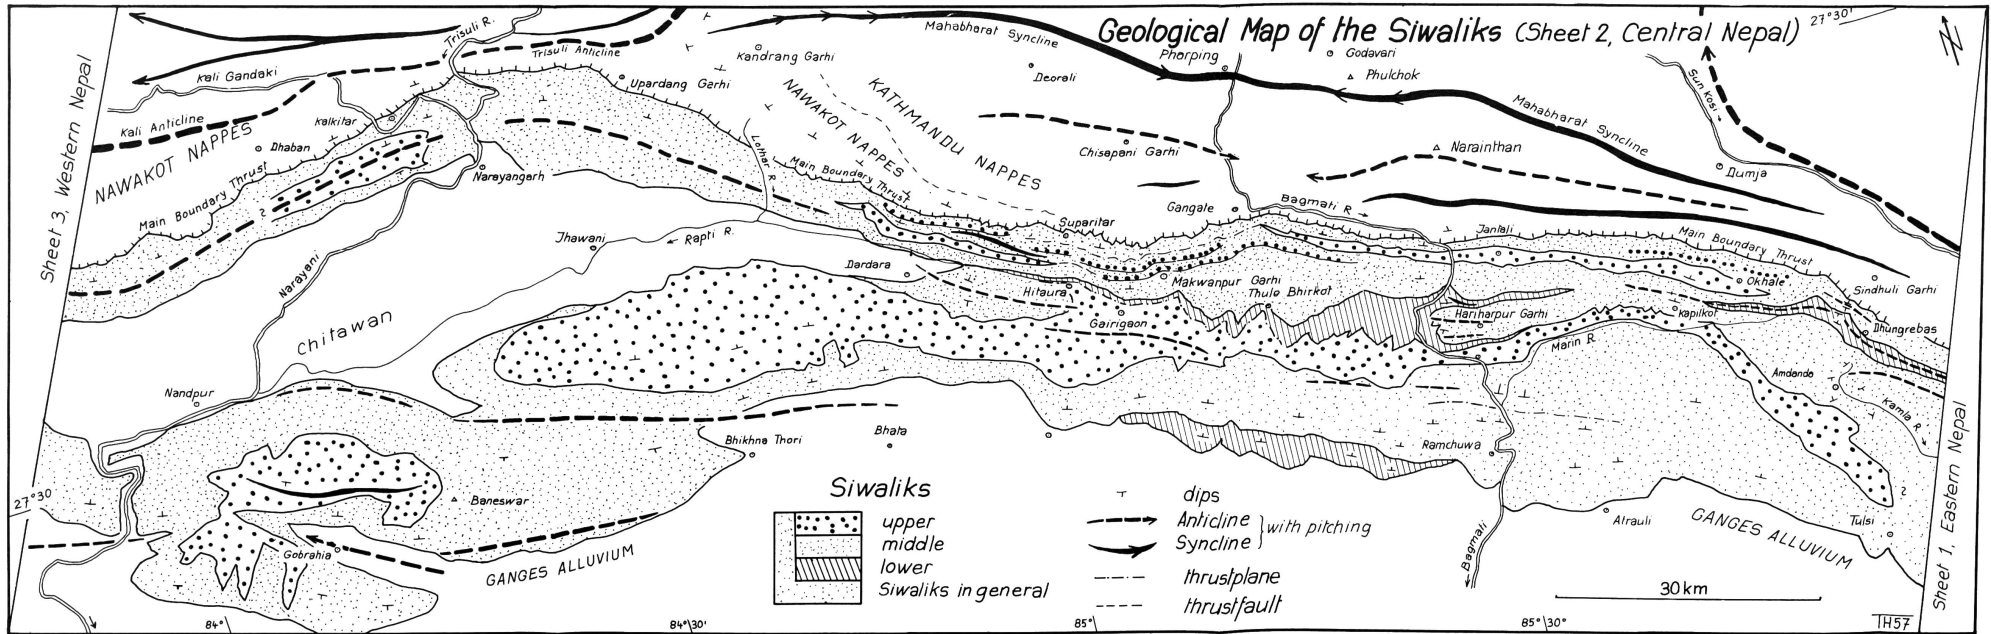 Geological Map of the Siwaliks (Sheet 2, Central Nepal)
27°30'
N
Sheet 3, Western Nepal
Trisuli R.
Trisuli Anticline
Kali Gandaki
Kali Anticline
NAWAKOT NAPPES
Kalkitar
Dhaban
Main Boundary Thrust
?
Upardang Garhi
Kandrang Garhi
Mahabharat Syncline
Deorali
Pharping
Godavari
Phulchok
Sun Kosi
Mahabharat Syncline
NAWAKOT NAPPES
KATHMANDU NAPPES
Chisapani Garhi
Narainthan
Dumja
Narayangarh
Lothar R.
Main Boundary Thrust
Suparitar
Gangate
Bagmati R
Jantali
Main Boundary Thrust
Jhawani
Rapti R.
Dardara
Hitaura
Makwanpur Garhi
Thulo Bhirkot
Okhale
Sindhuli Garhi
Narayani
Chitawan
Gairigaon
Hariharpur Garhi
Kapilkot
Dhungrebas
Marin R.
Nandpur
Amdanda
Kamla R.
Bhikhna Thori
Bhata
Ramchuwa
27°30
Baneswar
Gobrahia
GANGES ALLUVIUM
Siwaliks
upper
middle
lower
Siwaliks in general
dips
Anticline
Syncline
with pitching
thrustplane
thrustfault
Bagmati
Atrauli
GANGES ALLUVIUM
Tulsi
?
Sheet 1, Eastern Nepal
30 km
84°
84°30'
85°
85°30"
TH57